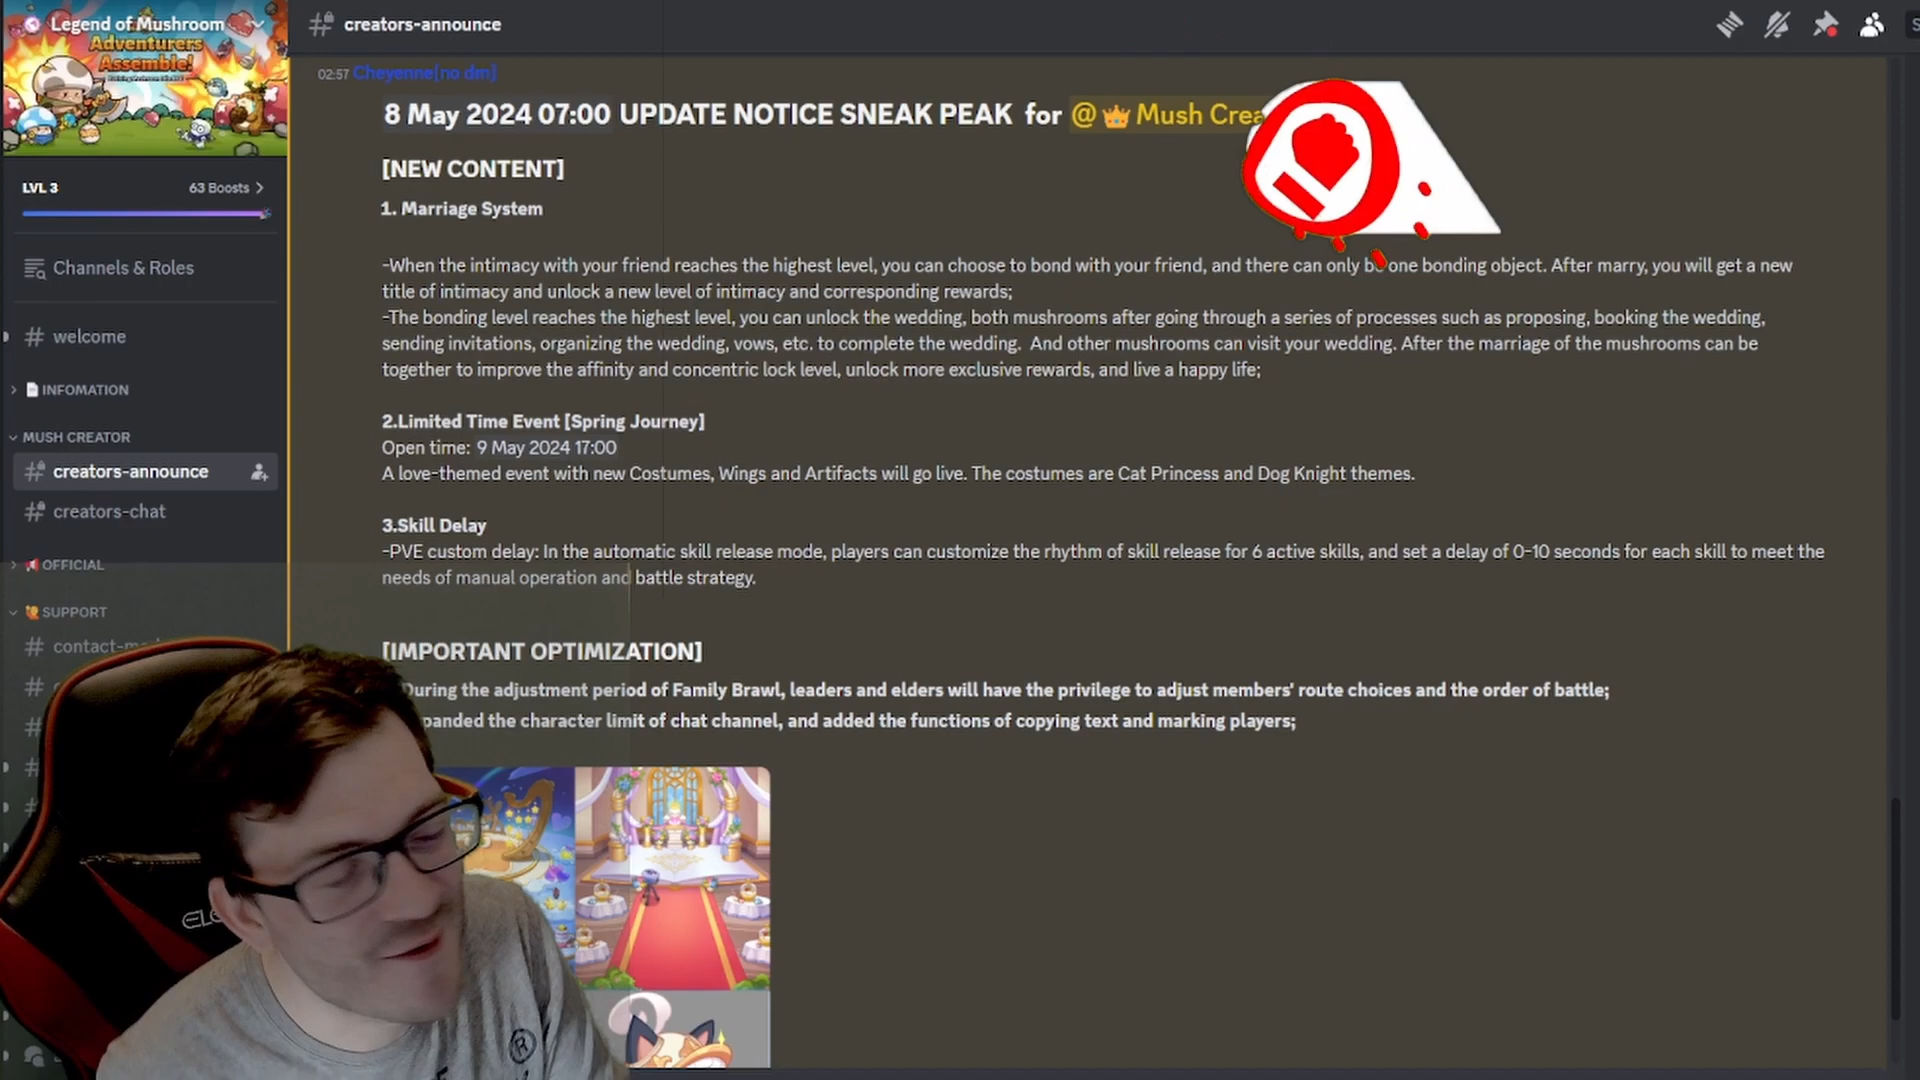 Legend of Mushroom
Adventurers
Assemble!
LVL 3
63 Boosts
Channels & Roles
welcome
INFOMATION
MUSH CREATOR
creators-announce
creators-chat
OFFICIAL
SUPPORT
creators-announce
02:57 Cheyenne[no dm]
8 May 2024 07:00 UPDATE NOTICE SNEAK PEAK for @ Mush
[NEW CONTENT]
1. Marriage System
-When the intimacy with your friend reaches the highest level, you can choose to bond with your friend, and there can only be one bonding object. After marry, you will get a new
title of intimacy and unlock a new level of intimacy and corresponding rewards;
-The bonding level reaches the highest level, you can unlock the wedding, both mushrooms after going through a series of processes such as proposing, booking the wedding,
sending invitations, organizing the wedding, vows, etc. to complete the wedding. And other mushrooms can visit your wedding. After the marriage of the mushrooms can be
together to improve the affinity and concentric lock level, unlock more exclusive rewards, and live a happy life;
2.Limited Time Event [Spring Journey]
Open time: 9 May 2024 17:00
A love-themed event with new Costumes, Wings and Artifacts will go live. The costumes are Cat Princess and Dog Knight themes.
3.Skill Delay
-PVE custom delay: In the automatic skill release mode, players can customize the rhythm of skill release for 6 active skills, and set a delay of 0-10 seconds for each skill to meet the
needs of manual operation and battle strategy.
[IMPORTANT OPTIMIZATION]
During the adjustment period of Family Brawl, leaders and elders will have the privilege to adjust members' route choices and the order of battle;
the character limit of chat channel, and added the functions of copying text and marking players;